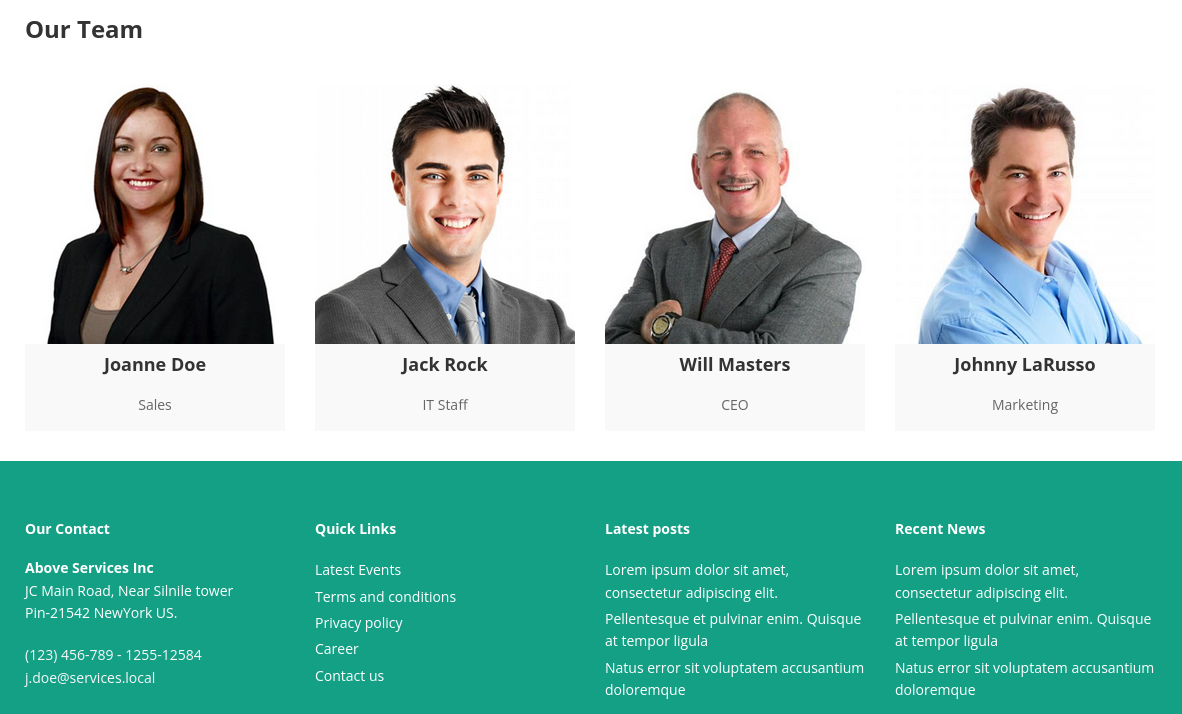 Our Team
Joanne Doe
Sales
Jack Rock
IT Staff
Will Masters
CEO
Johnny LaRusso
Marketing
Our Contact
Above Services Inc
JC Main Road, Near Silnile tower
Pin-21542 NewYork US.
(123) 456-789 - 1255-12584
j.doe@services.local
Quick Links
Latest Events
Terms and conditions
Privacy policy
Career
Contact us
Latest posts
Lorem ipsum dolor sit amet,
consectetur adipiscing elit.
Pellentesque et pulvinar enim. Quisque
at tempor ligula
Natus error sit voluptatem accusantium
doloremque
Recent News
Lorem ipsum dolor sit amet,
consectetur adipiscing elit.
Pellentesque et pulvinar enim. Quisque
at tempor ligula
Natus error sit voluptatem accusantium
doloremque